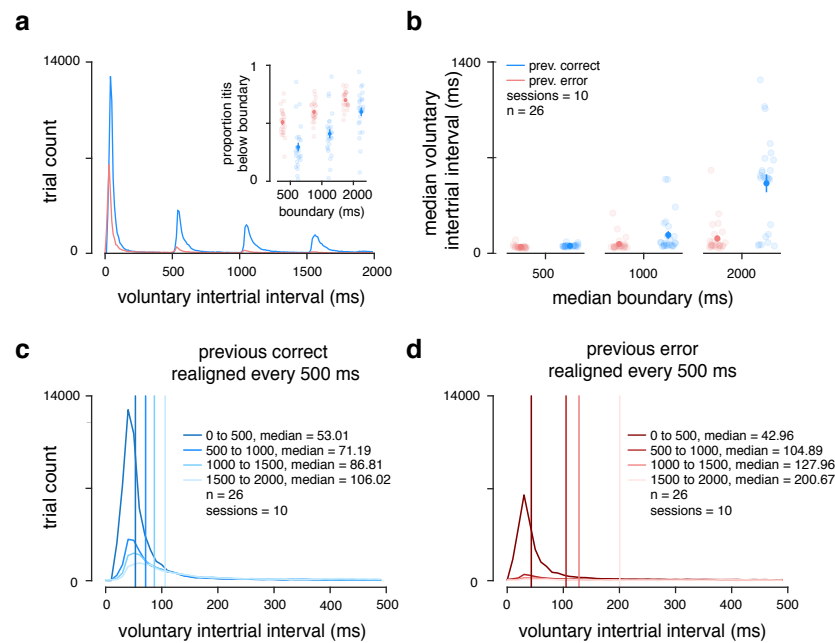 a
14000
trial count
0
0
500
1000
1500
2000
voluntary intertrial interval (ms)
1
proportion itis
below boundary
0
500
1000
2000
boundary (ms)
b
1400
median voluntary
intertrial interval (ms)
0
prev. correct
prev. error
sessions = 10
n = 26
500
1000
2000
median boundary (ms)
c
previous correct
realigned every 500 ms
14000
trial count
0
0 to 500, median = 53.01
500 to 1000, median = 71.19
1000 to 1500, median = 86.81
1500 to 2000, median = 106.02
n = 26
sessions = 10
0
100
200
300
400
500
voluntary intertrial interval (ms)
d
previous error
realigned every 500 ms
14000
0
0 to 500, median = 42.96
500 to 1000, median = 104.89
1000 to 1500, median = 127.96
1500 to 2000, median = 200.67
n = 26
sessions = 10
0
100
200
300
400
500
voluntary intertrial interval (ms)